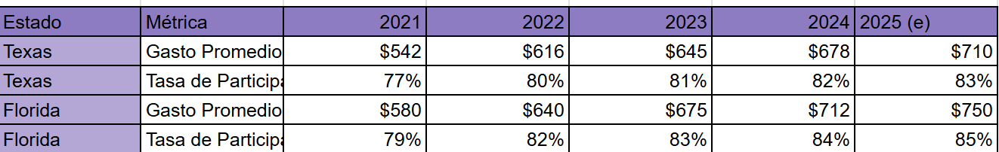 Estado Métrica 2021 2022 2023 2024 2025 (e)
Texas Gasto Promedio $542 $616 $645 $678 $710
Texas Tasa de Particip 77% 80% 81% 82% 83%
Florida Gasto Promedio $580 $640 $675 $712 $750
Florida Tasa de Particip 79% 82% 83% 84% 85%